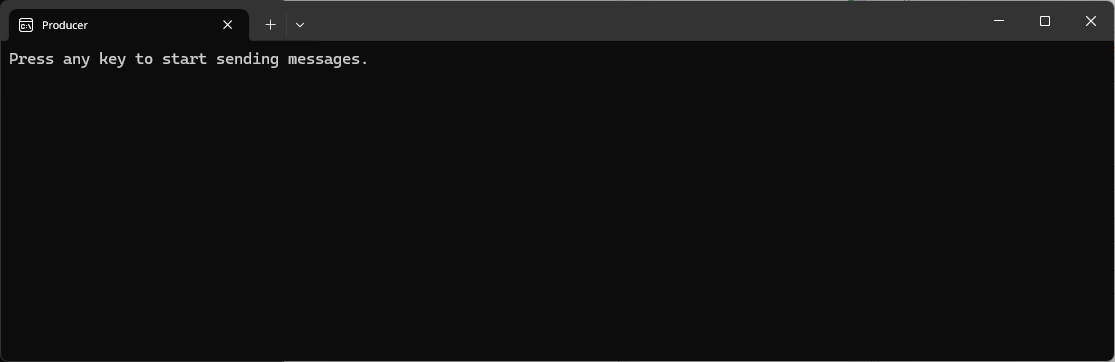 Producer
Press any key to start sending messages.